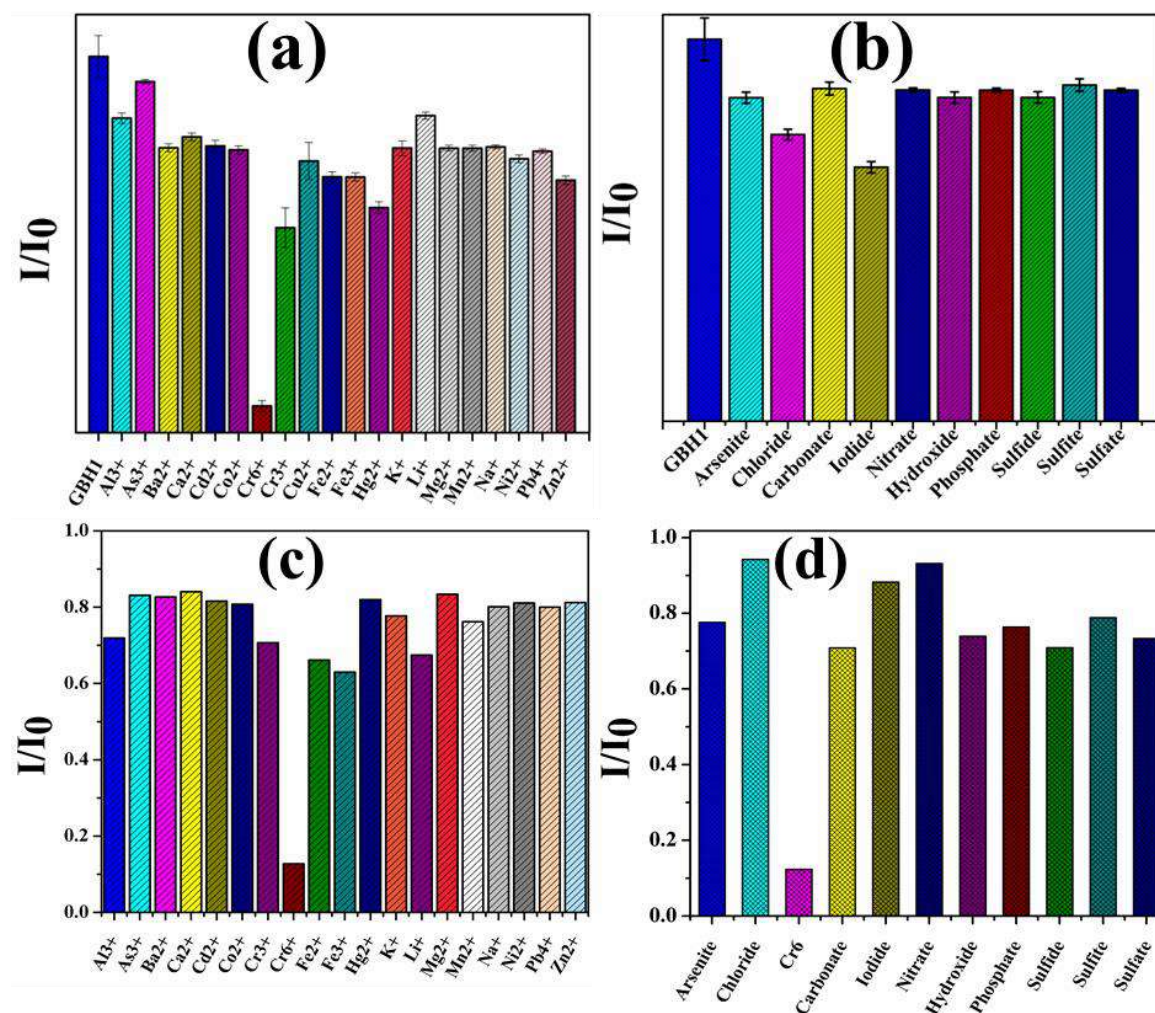 (a)
I/I0
GBH1
Al3+
As3+
Ba2+
Ca2+
Cd2+
Co2+
Cr6+
Cr3+
Cu2+
Fe2+
Fe3+
Hg2+
K+
Li+
Mg2+
Mn2+
Na+
Ni2+
Pb4+
Zn2+
(b)
I/I0
GBH1
Arsenite
Chloride
Carbonate
Iodide
Nitrate
Hydroxide
Phosphate
Sulfide
Sulfite
Sulfate
(c)
I/I0
1.0
0.8
0.6
0.4
0.2
0.0
Al3+
As3+
Ba2+
Ca2+
Cd2+
Co2+
Cr3+
Cr6+
Fe2+
Fe3+
Hg2+
K+
Li+
Mg2+
Mn2+
Na+
Ni2+
Pb4+
Zn2+
(d)
I/I0
1.0
0.8
0.6
0.4
0.2
0.0
Arsenite
Chloride
Cr6
Carbonate
Iodide
Nitrate
Hydroxide
Phosphate
Sulfide
Sulfite
Sulfate